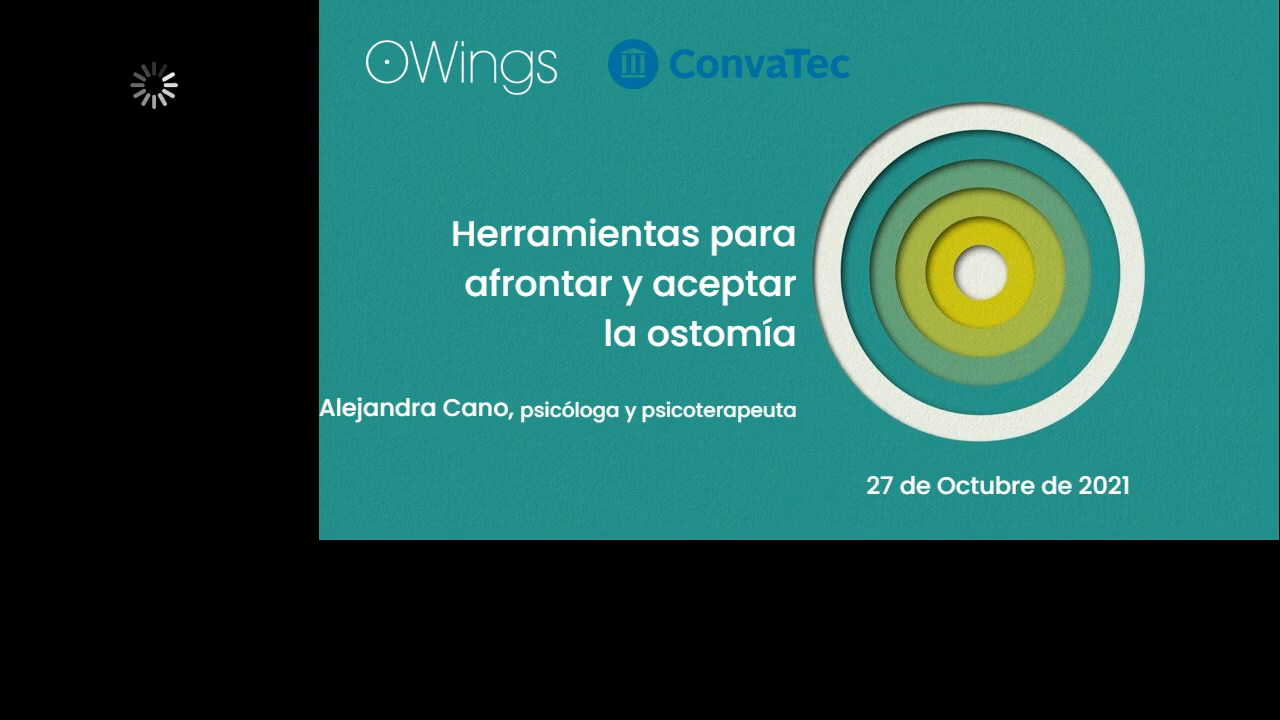 OWings
ConvaTec
Herramientas para
afrontar y aceptar
la ostomía
Alejandra Cano, psicóloga y psicoterapeuta
27 de Octubre de 2021